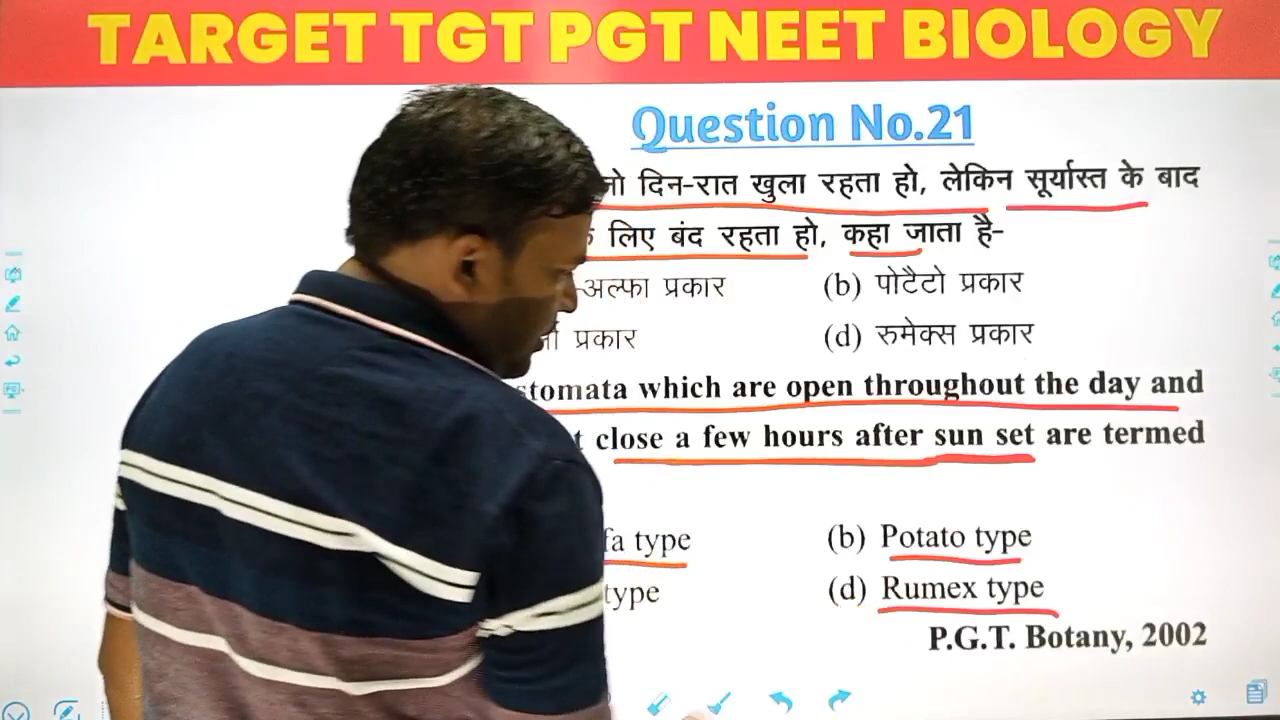 TARGET TGT PGT NEET BIOLOGY
Question No.21
दिन-रात खुला रहता हो, लेकिन सूर्यास्त के बाद
लिए बंद रहता हो, कहा जाता है-
-अल्फा प्रकार (b) पोटैटो प्रकार
प्रकार (d) रुमेक्स प्रकार
stomata which are open throughout the day and
close a few hours after sun set are termed
fa type (b) Potato type
type (d) Rumex type
P.G.T. Botany, 2002